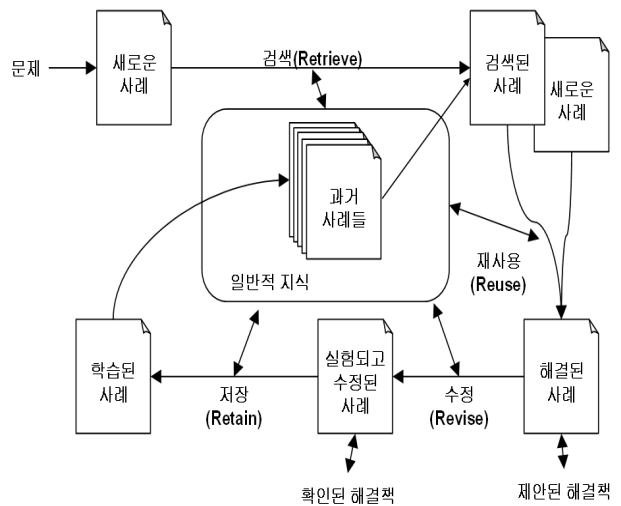 문제
새로운
사례
검색(Retrieve)
검색된
사례
새로운
사례
과거
사례들
일반적 지식
재사용
(Reuse)
학습된
사례
저장
(Retain)
실험되고
수정된
사례
수정
(Revise)
해결된
사례
확인된 해결책
제안된 해결책